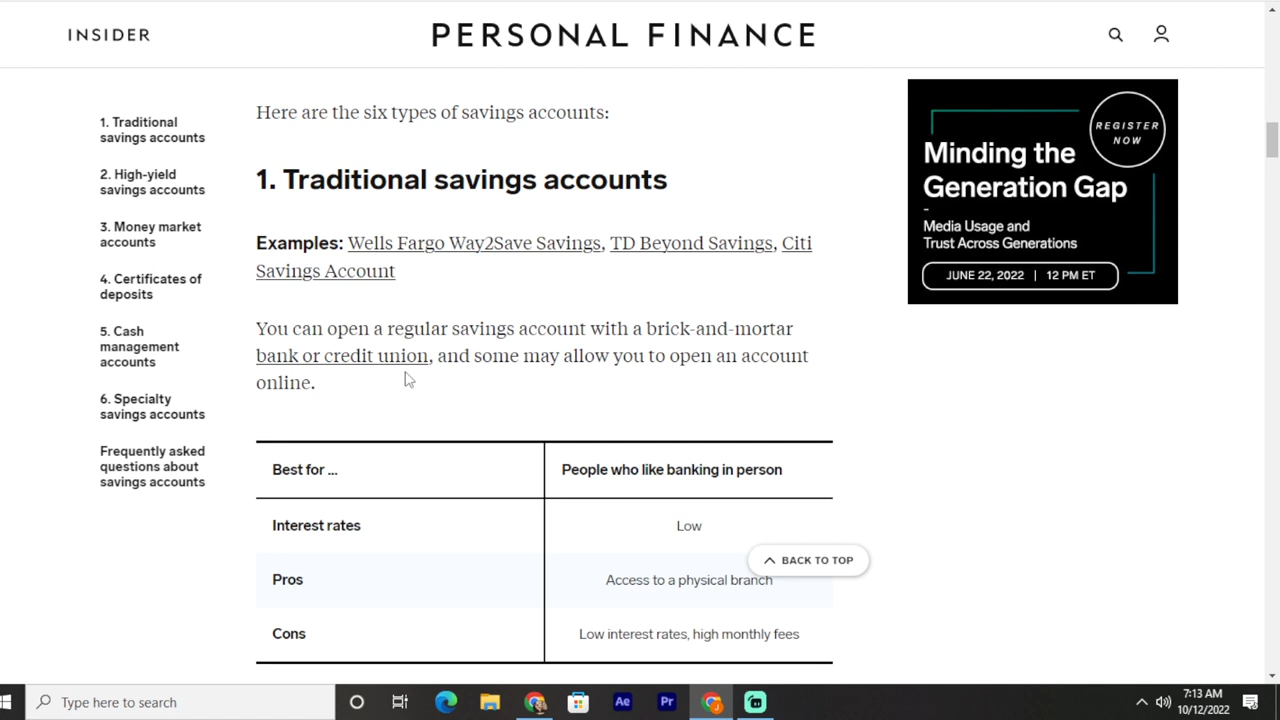 INSIDER
PERSONAL FINANCE
1. Traditional
savings accounts
2. High-yield
savings accounts
3. Money market
accounts
4. Certificates of
deposits
5. Cash
management
accounts
6. Specialty
savings accounts
Frequently asked
questions about
savings accounts
Here are the six types of savings accounts:
1. Traditional savings accounts
Examples: Wells Fargo Way2Save Savings, TD Beyond Savings, Citi
Savings Account
You can open a regular savings account with a brick-and-mortar
bank or credit union, and some may allow you to open an account
online.
Best for ... People who like banking in person
Interest rates Low
Pros Access to a physical branch
Cons Low interest rates, high monthly fees
BACK TO TOP
REGISTER
NOW
Minding the
Generation Gap
Media Usage and
Trust Across Generations
JUNE 22, 2022 | 12 PM ET
Type here to search
Ae
Pr
7:13 AM
10/12/2022